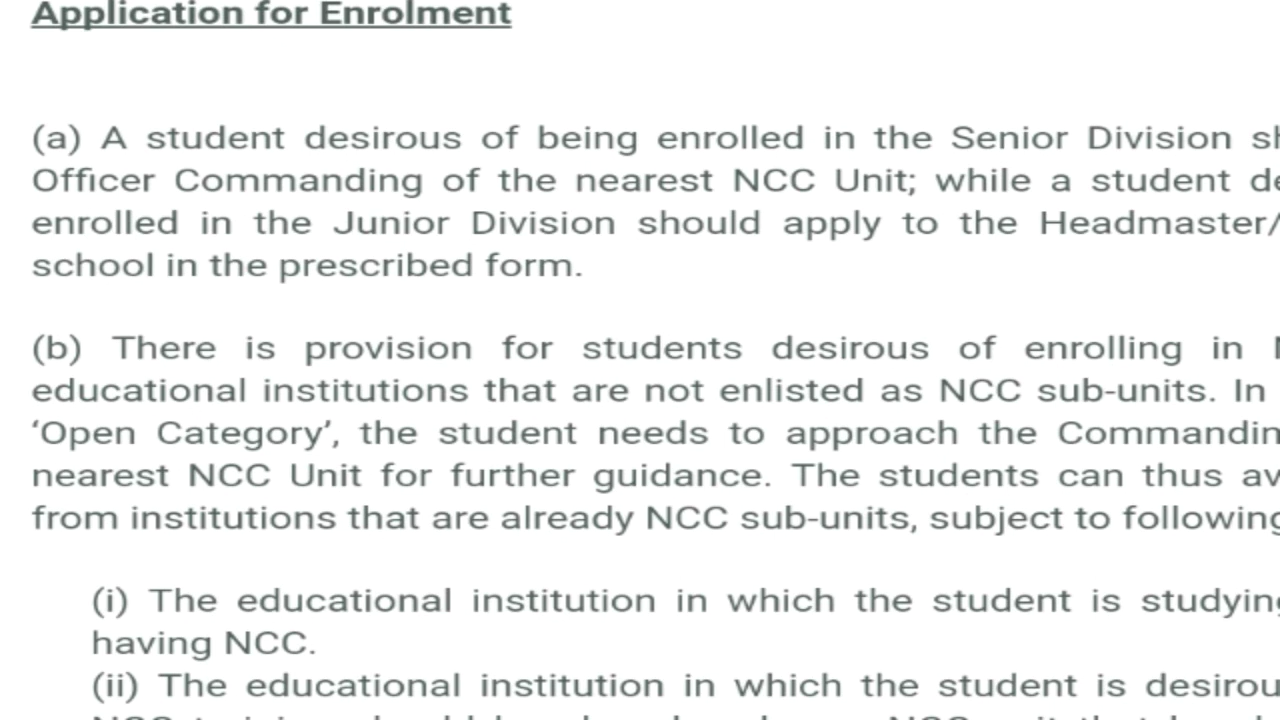 Application for Enrolment
(a) A student desirous of being enrolled in the Senior Division
Officer Commanding of the nearest NCC Unit; while a student
enrolled in the Junior Division should apply to the Headmaster/
school in the prescribed form.
(b) There is provision for students desirous of enrolling in
educational institutions that are not enlisted as NCC sub-units. In
‘Open Category’, the student needs to approach the
nearest NCC Unit for further guidance. The students can thus
from institutions that are already NCC sub-units, subject to following
(i) The educational institution in which the student is studying
having NCC.
(ii) The educational institution in which the student is